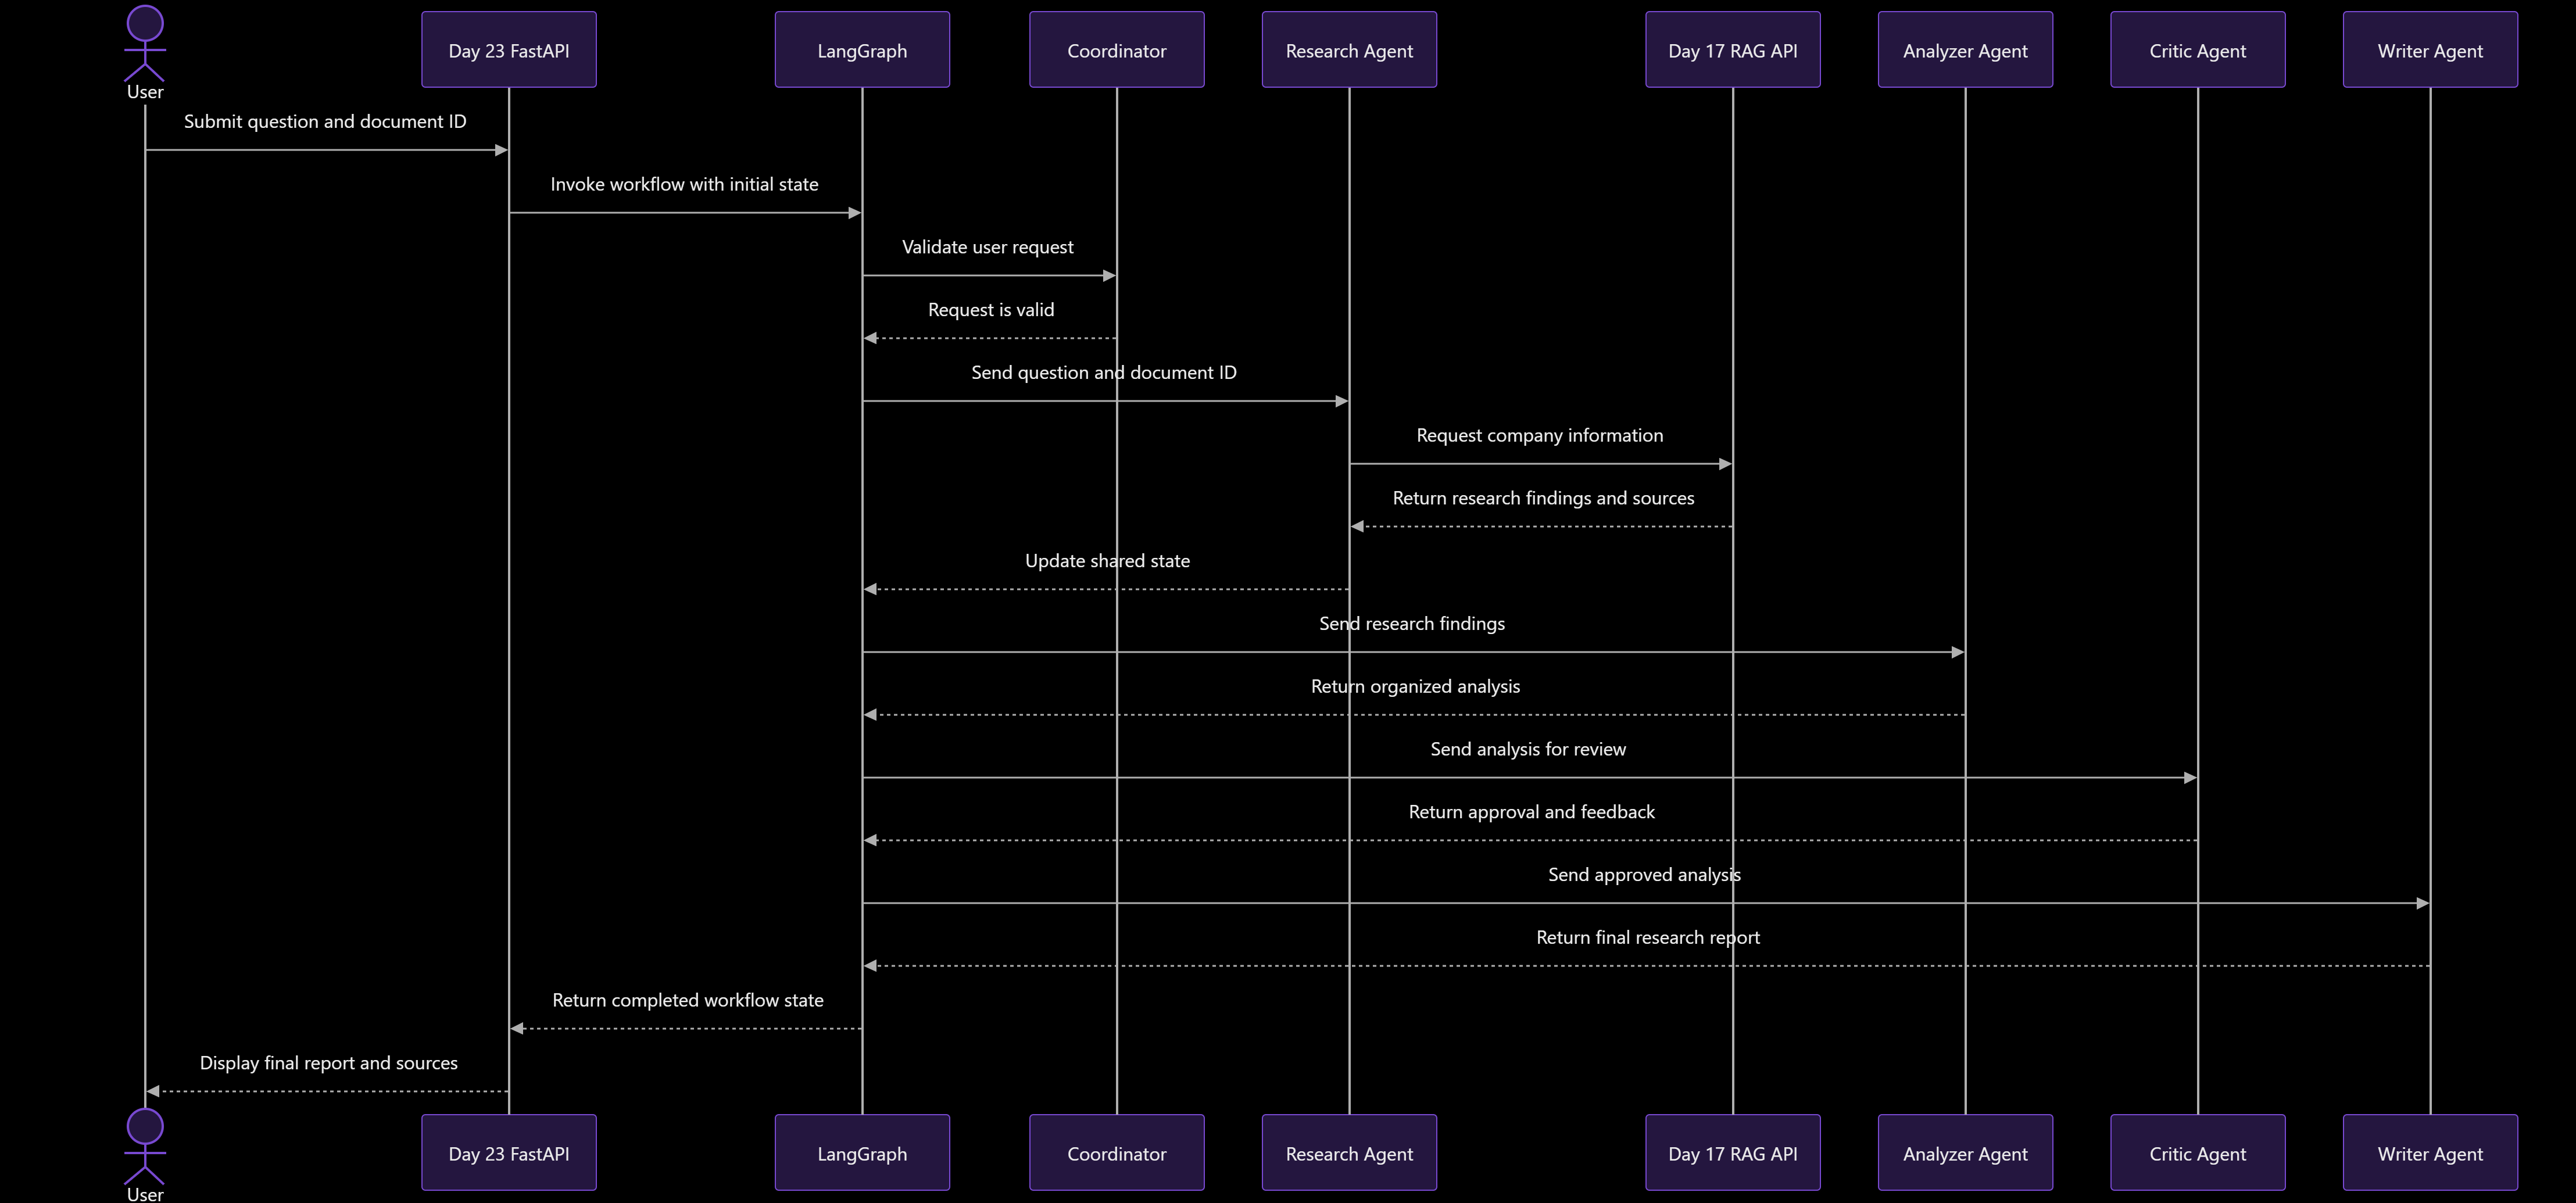 User
Day 23 FastAPI
LangGraph
Coordinator
Research Agent
Day 17 RAG API
Analyzer Agent
Critic Agent
Writer Agent
Submit question and document ID
Invoke workflow with initial state
Validate user request
Request is valid
Send question and document ID
Request company information
Return research findings and sources
Update shared state
Send research findings
Return organized analysis
Send analysis for review
Return approval and feedback
Send approved analysis
Return final research report
Return completed workflow state
Display final report and sources
User
Day 23 FastAPI
LangGraph
Coordinator
Research Agent
Day 17 RAG API
Analyzer Agent
Critic Agent
Writer Agent